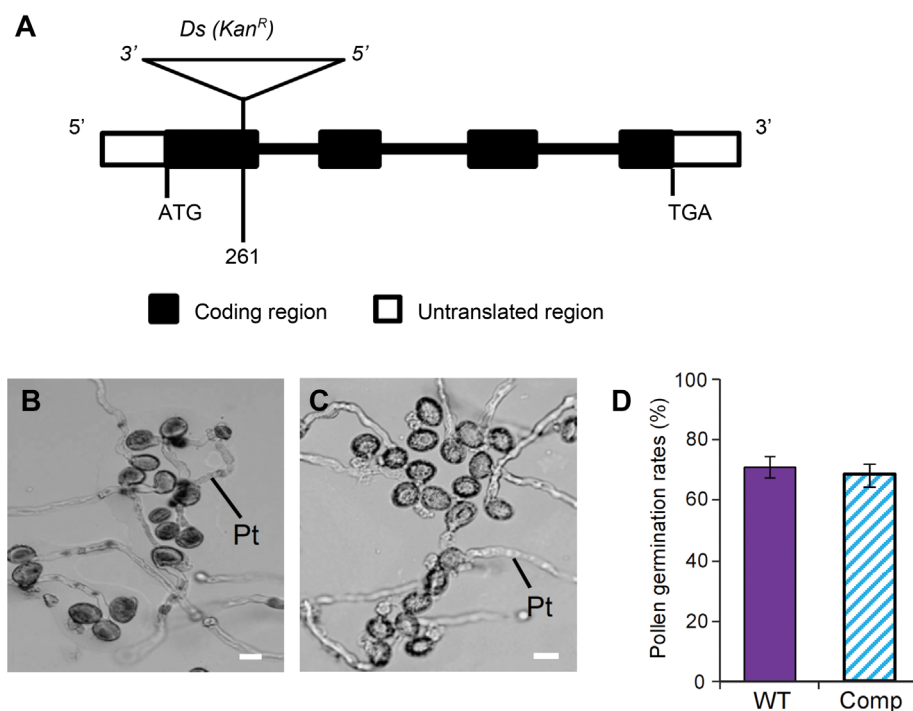 A
Ds (Kanᴿ)
3’ 5’
5’ 3’
ATG TGA
261
Coding region Untranslated region
B
Pt
C
Pt
D
Pollen germination rates (%)
100
80
60
40
20
0
WT Comp